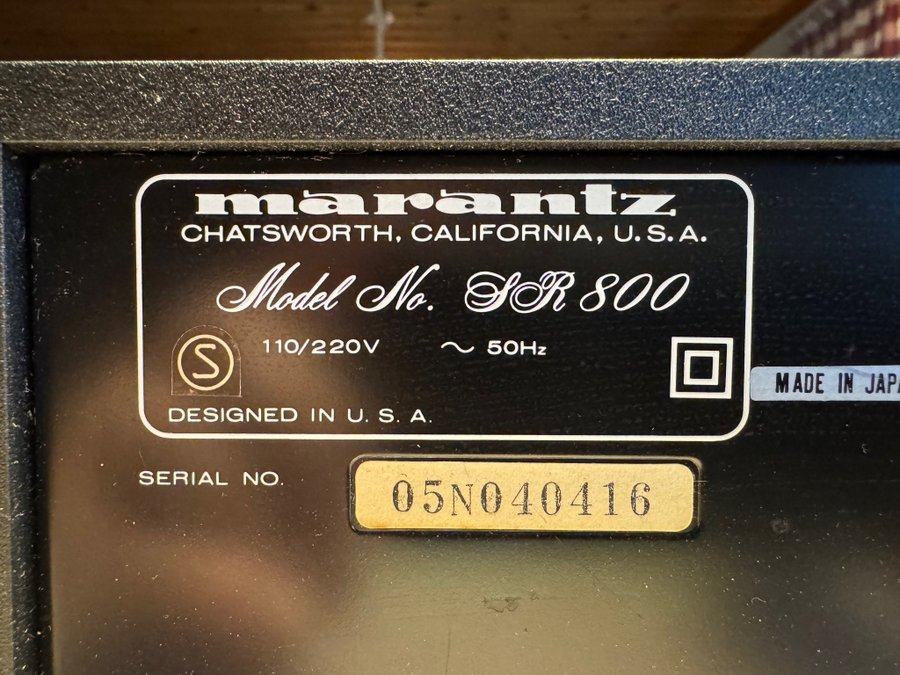 marantz
CHATSWORTH, CALIFORNIA, U.S.A.
Model No. SR 800
S
110/220V ~ 50Hz
DESIGNED IN U. S. A.
MADE IN JAPA
SERIAL NO. 05N040416